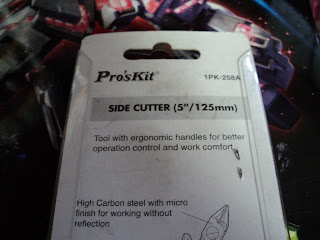 Pro'sKit
1PK-258A
SIDE CUTTER (5"/125mm)
Tool with ergonomic handles for better
operation control and work comfort
High Carbon steel with micro
finish for working without
reflection